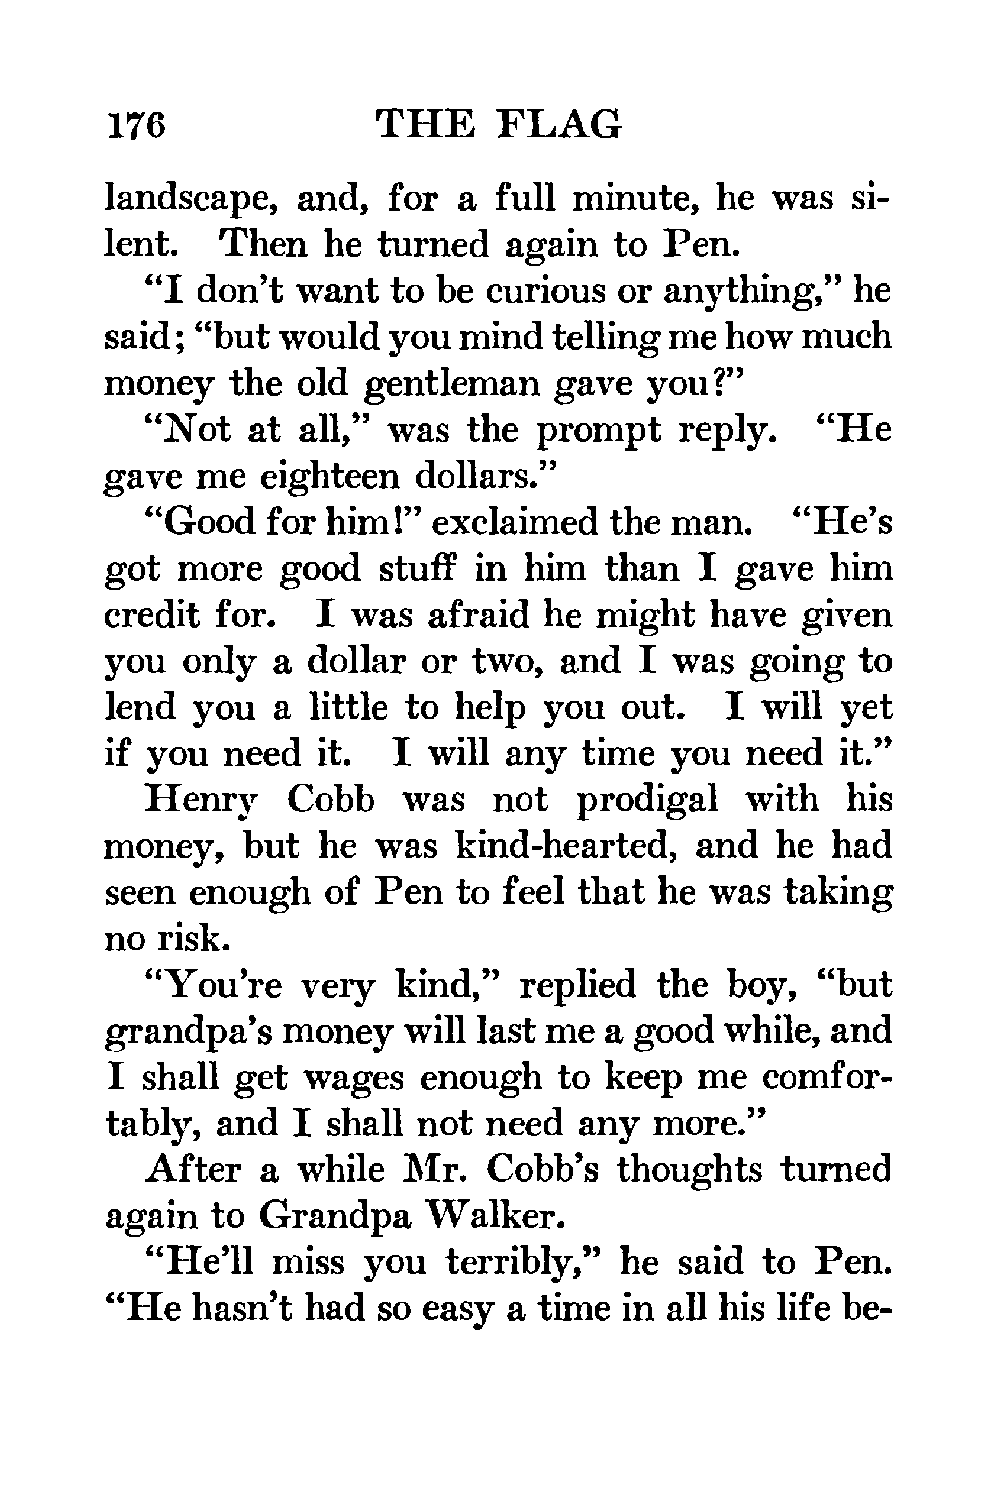 176 THE FLAG
landscape, and, for a full minute, he was si-
lent. Then he turned again to Pen.
“I don’t want to be curious or anything,” he
said; “but would you mind telling me how much
money the old gentleman gave you?”
“Not at all,” was the prompt reply. “He
gave me eighteen dollars.”
“Good for him!” exclaimed the man. “He’s
got more good stuff in him than I gave him
credit for. I was afraid he might have given
you only a dollar or two, and I was going to
lend you a little to help you out. I will yet
if you need it. I will any time you need it.”
Henry Cobb was not prodigal with his
money, but he was kind-hearted, and he had
seen enough of Pen to feel that he was taking
no risk.
“You’re very kind,” replied the boy, “but
grandpa’s money will last me a good while, and
I shall get wages enough to keep me comfor-
tably, and I shall not need any more.”
After a while Mr. Cobb’s thoughts turned
again to Grandpa Walker.
“He’ll miss you terribly,” he said to Pen.
“He hasn’t had so easy a time in all his life be-